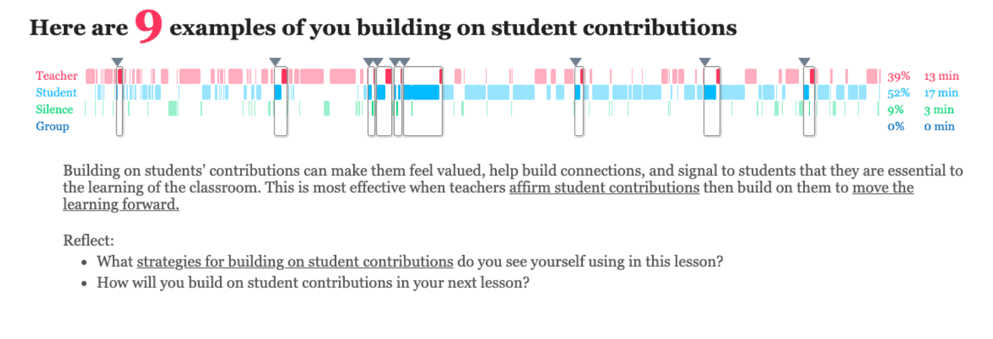 Here are 9 examples of you building on student contributions
Teacher 39% 13 min
Student 52% 17 min
Silence 9% 3 min
Group 0% 0 min
Building on students’ contributions can make them feel valued, help build connections, and signal to students that they are essential to
the learning of the classroom. This is most effective when teachers affirm student contributions then build on them to move the
learning forward.
Reflect:
• What strategies for building on student contributions do you see yourself using in this lesson?
• How will you build on student contributions in your next lesson?